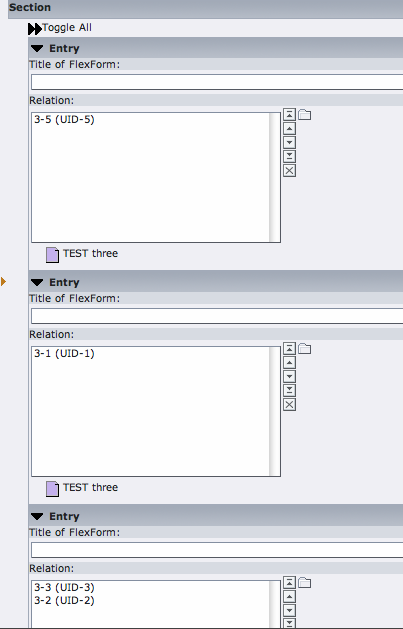 Section
Toggle All
Entry
Title of FlexForm:
Relation:
3-5 (UID-5)
TEST three
Entry
Title of FlexForm:
Relation:
3-1 (UID-1)
TEST three
Entry
Title of FlexForm:
Relation:
3-3 (UID-3)
3-2 (UID-2)